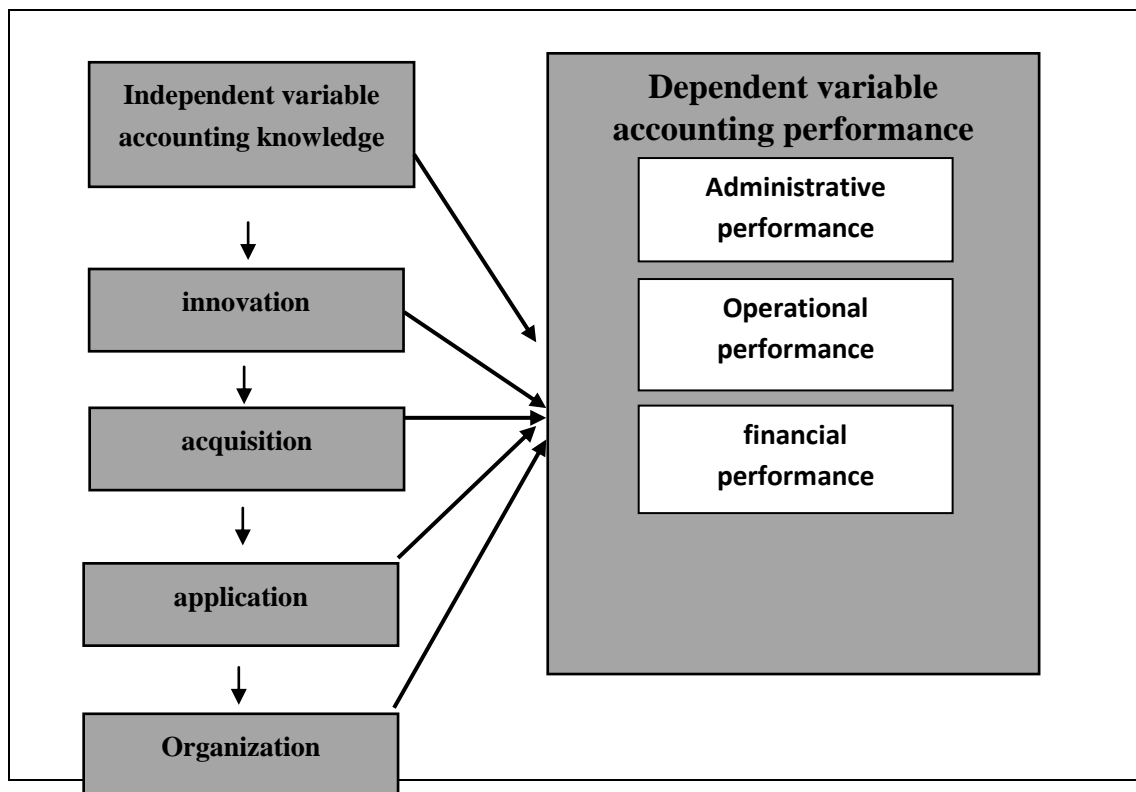 Independent variable
accounting knowledge
innovation
acquisition
application
Organization
Dependent variable
accounting performance
Administrative
performance
Operational
performance
financial
performance